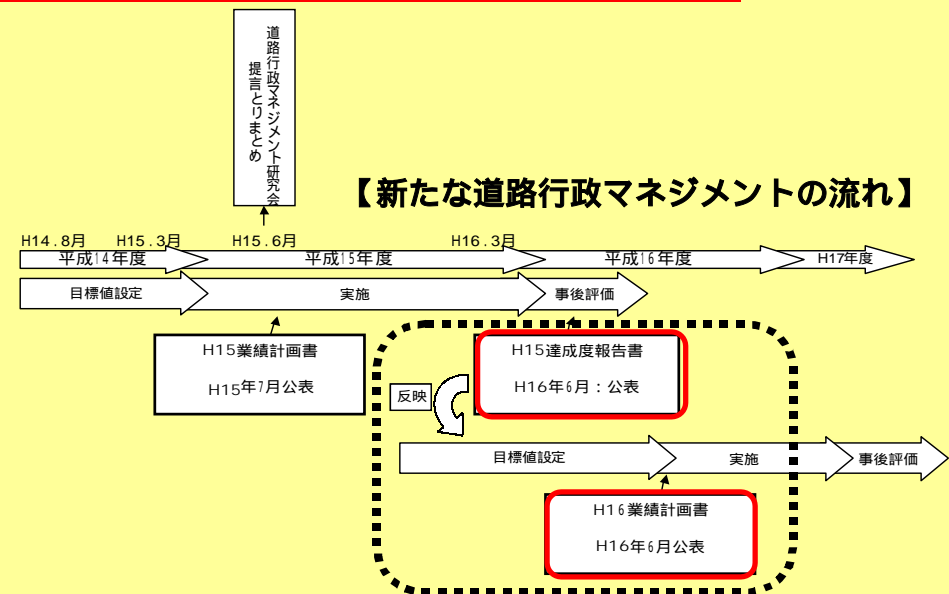 道路行政マネジメント研究会
提言とりまとめ
【新たな道路行政マネジメントの流れ】
H14.8月 H15.3月 H15.6月 H16.3月
平成14年度 平成15年度 平成16年度 H17年度
目標値設定 実施 事後評価
H15業績計画書
H15年7月公表
H15達成度報告書
H16年6月：公表
反映
目標値設定 実施 事後評価
H16業績計画書
H16年6月公表